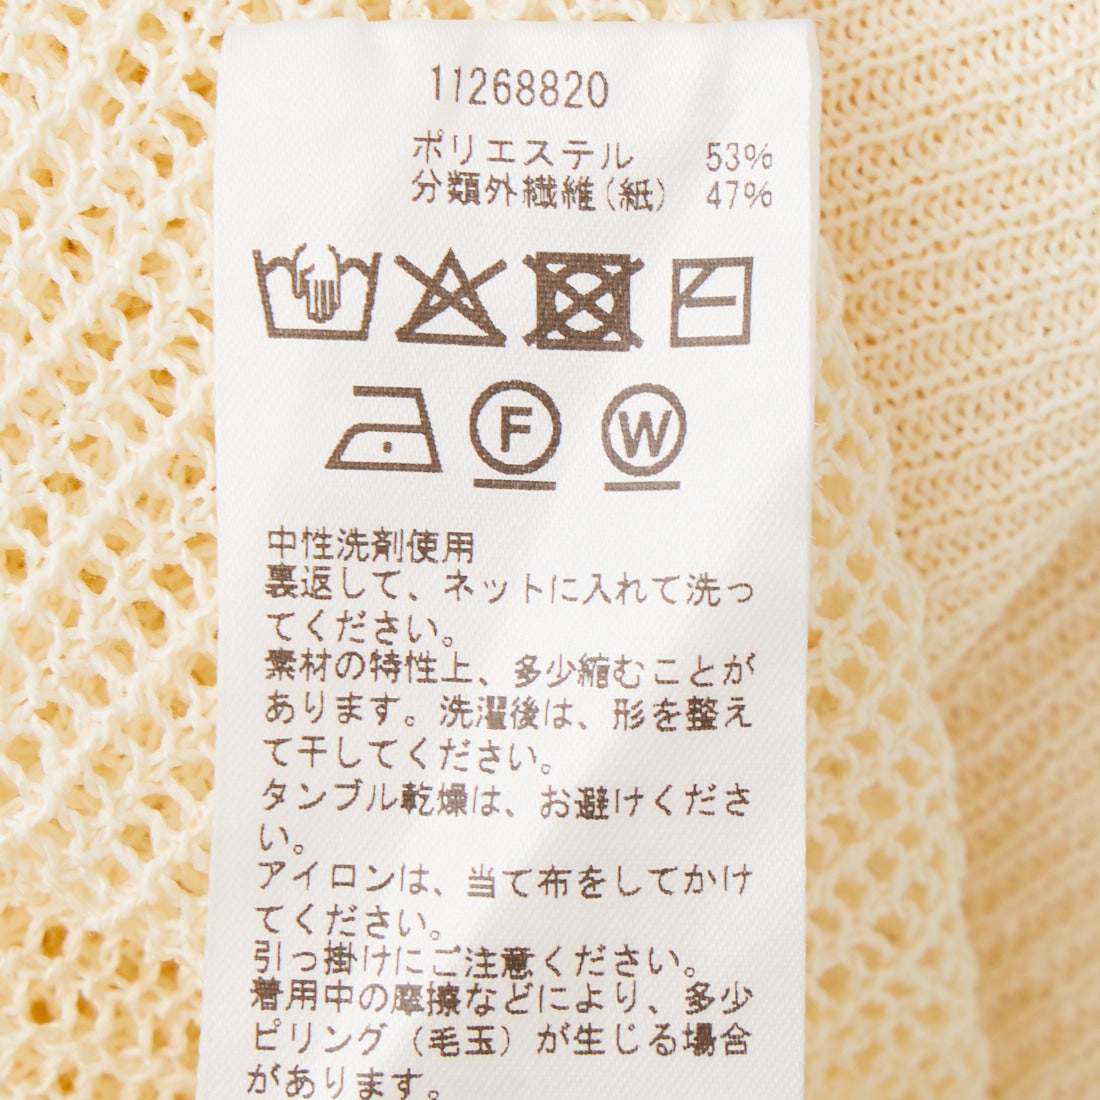 11268820
ポリエステル 53%
分類外繊維(紙) 47%
F W
中性洗剤使用
裏返して、ネットに入れて洗っ
てください。
素材の特性上、多少縮むことが
あります。洗濯後は、形を整え
て干してください。
タンブル乾燥は、お避けくださ
い。
アイロンは、当て布をしてかけ
てください。
引っ掛けにご注意ください。
着用中の摩擦などにより、多少
ピリング(毛玉)が生じる場合
があります。